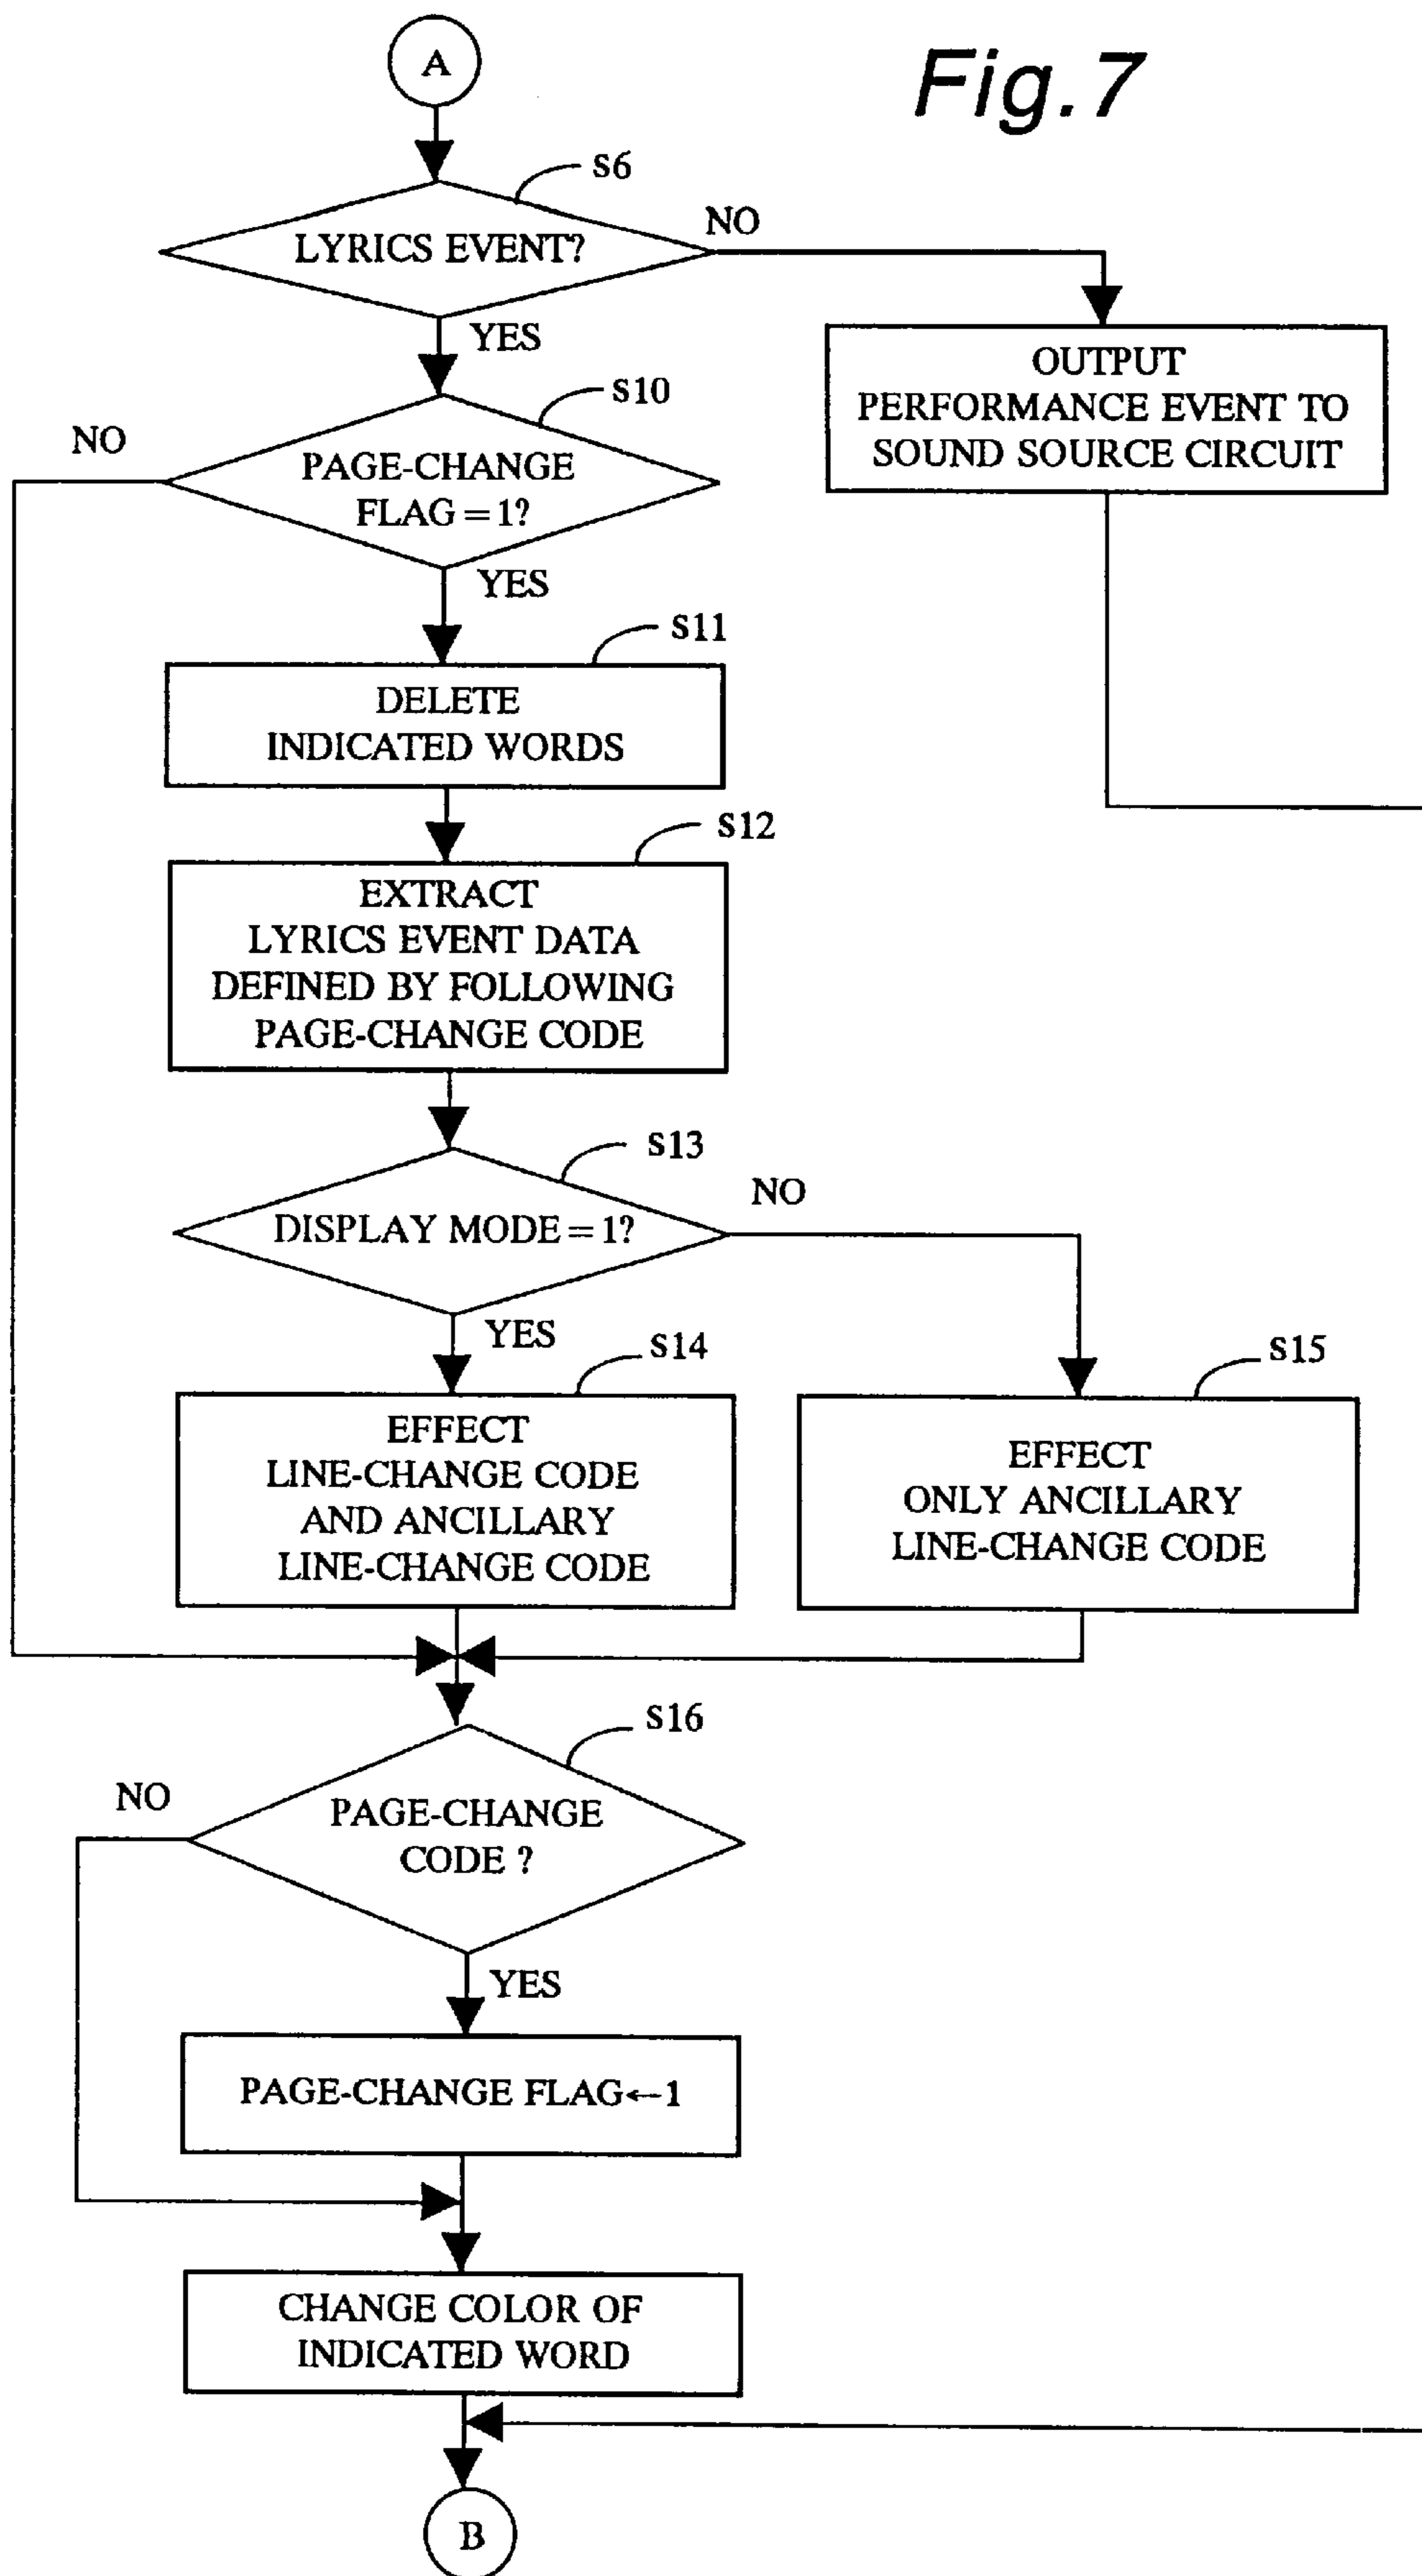 Fig.7
A
S6
LYRICS EVENT?
NO
YES
OUTPUT
PERFORMANCE EVENT TO
SOUND SOURCE CIRCUIT
S10
NO
PAGE-CHANGE
FLAG = 1?
YES
S11
DELETE
INDICATED WORDS
S12
EXTRACT
LYRICS EVENT DATA
DEFINED BY FOLLOWING
PAGE-CHANGE CODE
S13
DISPLAY MODE = 1?
NO
YES
S14
EFFECT
LINE-CHANGE CODE
AND ANCILLARY
LINE-CHANGE CODE
S15
EFFECT
ONLY ANCILLARY
LINE-CHANGE CODE
S16
NO
PAGE-CHANGE
CODE ?
YES
PAGE-CHANGE FLAG←1
CHANGE COLOR OF
INDICATED WORD
B